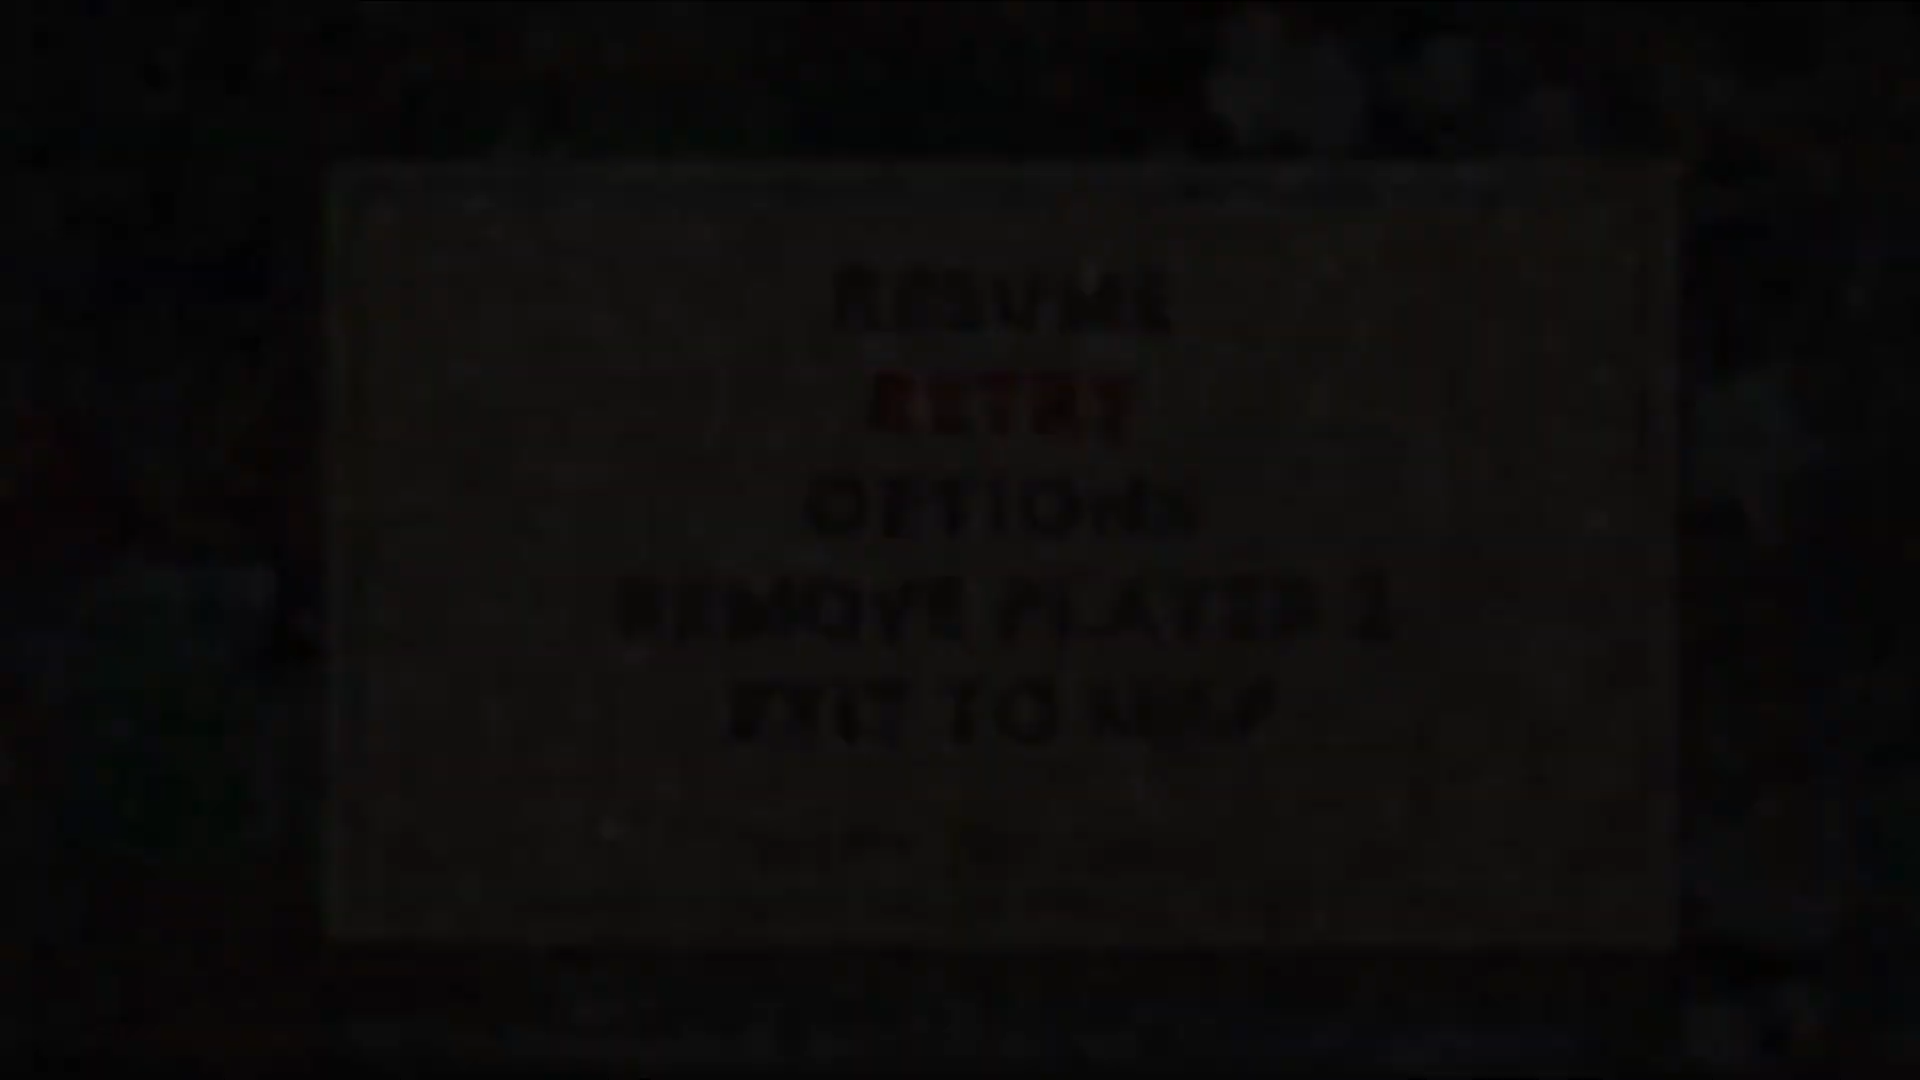 RESUME
RETRY
OPTIONS
REMOVE PLAYER 2
EXIT TO MAP